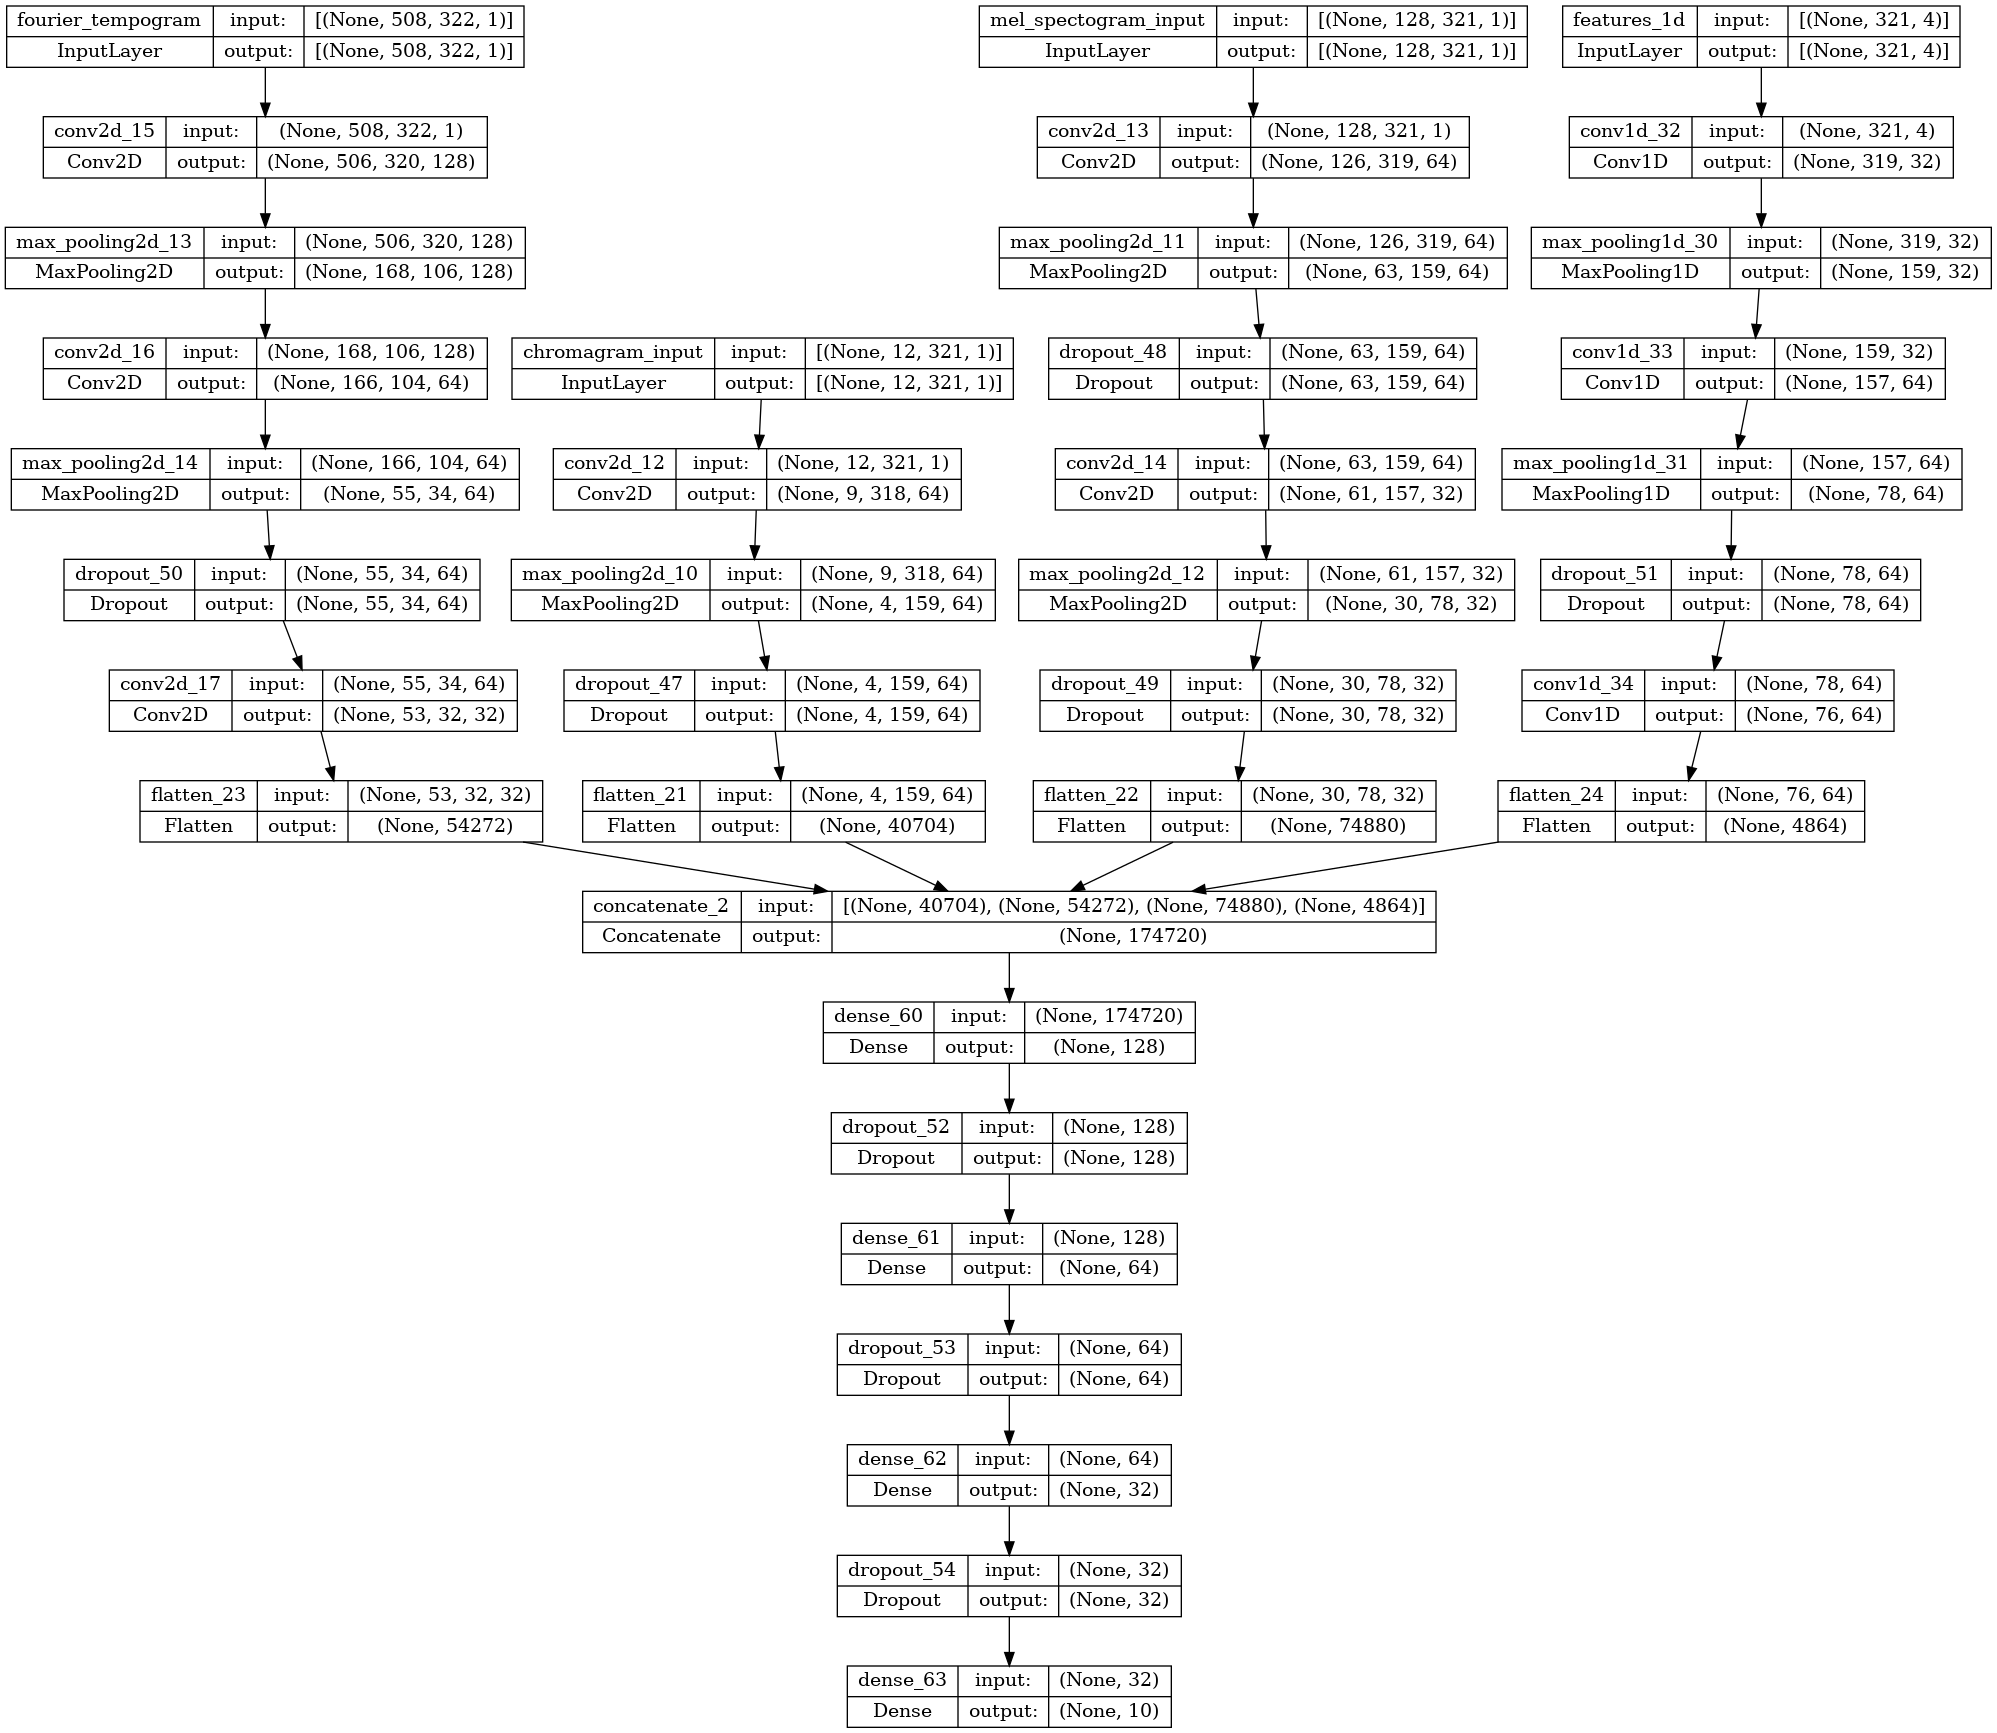 fourier_tempogram input: [(None, 508, 322, 1)]
InputLayer output: [(None, 508, 322, 1)]
mel_spectogram_input input: [(None, 128, 321, 1)]
InputLayer output: [(None, 128, 321, 1)]
features_1d input: [(None, 321, 4)]
InputLayer output: [(None, 321, 4)]
conv2d_15 input: (None, 508, 322, 1)
Conv2D output: (None, 506, 320, 128)
conv2d_13 input: (None, 128, 321, 1)
Conv2D output: (None, 126, 319, 64)
conv1d_32 input: (None, 321, 4)
Conv1D output: (None, 319, 32)
max_pooling2d_13 input: (None, 506, 320, 128)
MaxPooling2D output: (None, 168, 106, 128)
max_pooling2d_11 input: (None, 126, 319, 64)
MaxPooling2D output: (None, 63, 159, 64)
max_pooling1d_30 input: (None, 319, 32)
MaxPooling1D output: (None, 159, 32)
conv2d_16 input: (None, 168, 106, 128)
Conv2D output: (None, 166, 104, 64)
chromagram_input input: [(None, 12, 321, 1)]
InputLayer output: [(None, 12, 321, 1)]
dropout_48 input: (None, 63, 159, 64)
Dropout output: (None, 63, 159, 64)
conv1d_33 input: (None, 159, 32)
Conv1D output: (None, 157, 64)
max_pooling2d_14 input: (None, 166, 104, 64)
MaxPooling2D output: (None, 55, 34, 64)
conv2d_12 input: (None, 12, 321, 1)
Conv2D output: (None, 9, 318, 64)
conv2d_14 input: (None, 63, 159, 64)
Conv2D output: (None, 61, 157, 32)
max_pooling1d_31 input: (None, 157, 64)
MaxPooling1D output: (None, 78, 64)
dropout_50 input: (None, 55, 34, 64)
Dropout output: (None, 55, 34, 64)
max_pooling2d_10 input: (None, 9, 318, 64)
MaxPooling2D output: (None, 4, 159, 64)
max_pooling2d_12 input: (None, 61, 157, 32)
MaxPooling2D output: (None, 30, 78, 32)
dropout_51 input: (None, 78, 64)
Dropout output: (None, 78, 64)
conv2d_17 input: (None, 55, 34, 64)
Conv2D output: (None, 53, 32, 32)
dropout_47 input: (None, 4, 159, 64)
Dropout output: (None, 4, 159, 64)
dropout_49 input: (None, 30, 78, 32)
Dropout output: (None, 30, 78, 32)
conv1d_34 input: (None, 78, 64)
Conv1D output: (None, 76, 64)
flatten_23 input: (None, 53, 32, 32)
Flatten output: (None, 54272)
flatten_21 input: (None, 4, 159, 64)
Flatten output: (None, 40704)
flatten_22 input: (None, 30, 78, 32)
Flatten output: (None, 74880)
flatten_24 input: (None, 76, 64)
Flatten output: (None, 4864)
concatenate_2 input: [(None, 40704), (None, 54272), (None, 74880), (None, 4864)]
Concatenate output: (None, 174720)
dense_60 input: (None, 174720)
Dense output: (None, 128)
dropout_52 input: (None, 128)
Dropout output: (None, 128)
dense_61 input: (None, 128)
Dense output: (None, 64)
dropout_53 input: (None, 64)
Dropout output: (None, 64)
dense_62 input: (None, 64)
Dense output: (None, 32)
dropout_54 input: (None, 32)
Dropout output: (None, 32)
dense_63 input: (None, 32)
Dense output: (None, 10)